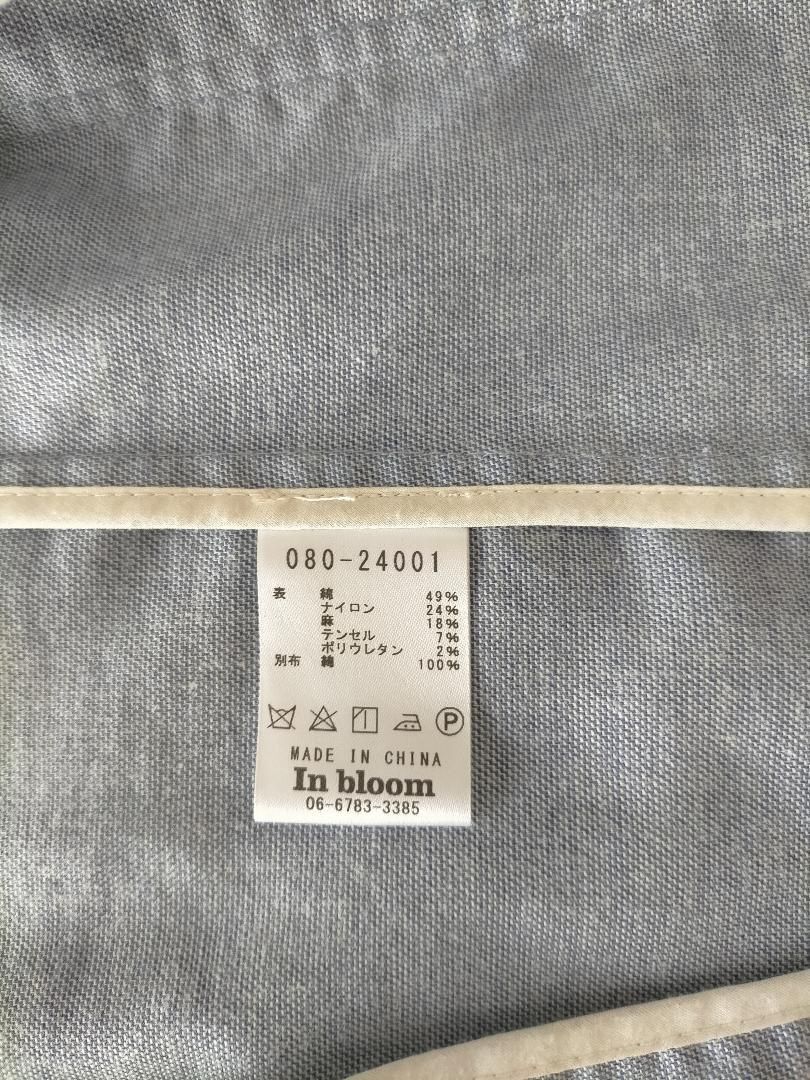 080-24001
表 綿 49%
ナイロン 24%
麻 18%
テンセル 7%
ポリウレタン 2%
別布 綿 100%
P
MADE IN CHINA
In bloom
06-6783-3385